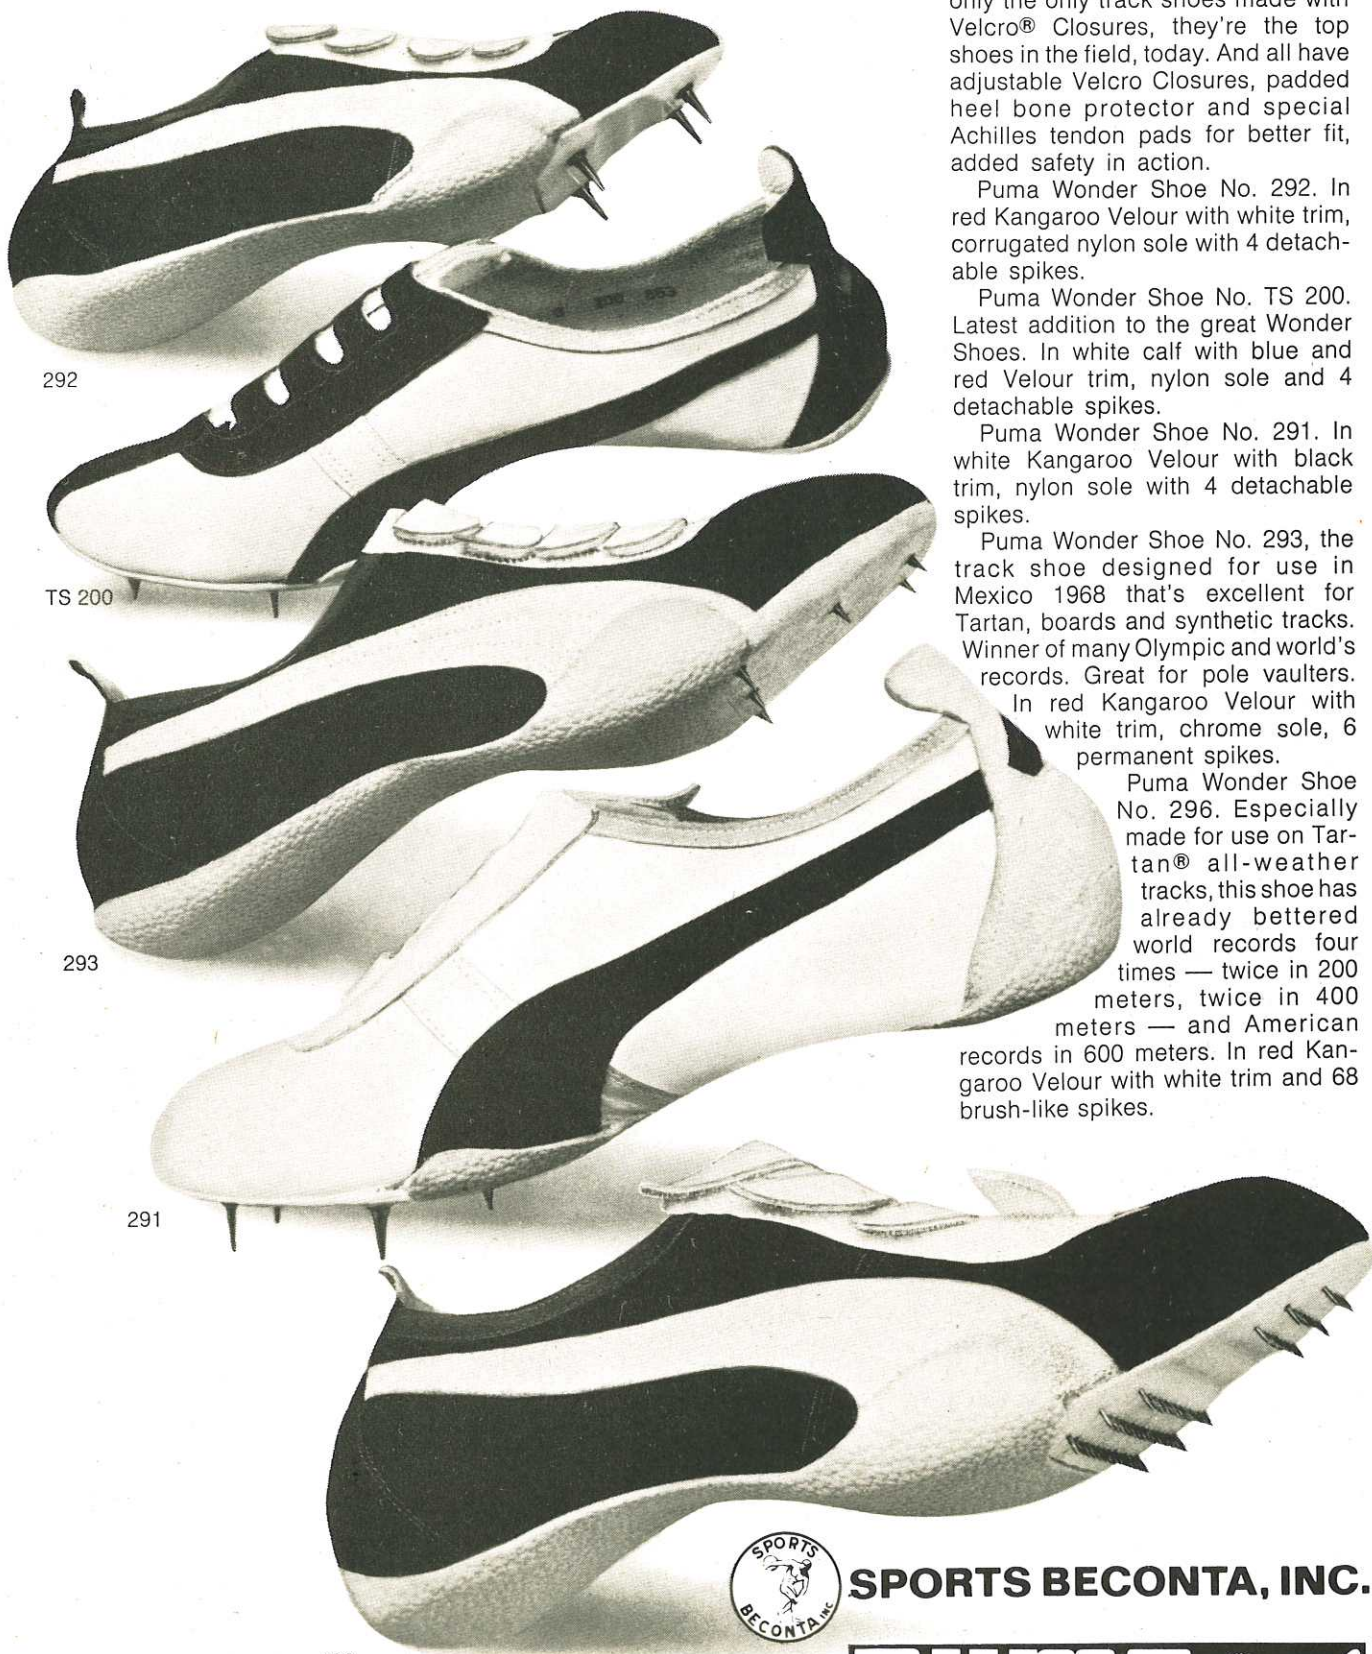 only the only track shoes made with
Velcro® Closures, they're the top
shoes in the field, today. And all have
adjustable Velcro Closures, padded
heel bone protector and special
Achilles tendon pads for better fit,
added safety in action.
Puma Wonder Shoe No. 292. In
red Kangaroo Velour with white trim,
corrugated nylon sole with 4 detach-
able spikes.
Puma Wonder Shoe No. TS 200.
Latest addition to the great Wonder
Shoes. In white calf with blue and
red Velour trim, nylon sole and 4
detachable spikes.
Puma Wonder Shoe No. 291. In
white Kangaroo Velour with black
trim, nylon sole with 4 detachable
spikes.
Puma Wonder Shoe No. 293, the
track shoe designed for use in
Mexico 1968 that's excellent for
Tartan, boards and synthetic tracks.
Winner of many Olympic and world's
records. Great for pole vaulters.
In red Kangaroo Velour with
white trim, chrome sole, 6
permanent spikes.
Puma Wonder Shoe
No. 296. Especially
made for use on Tar-
tan® all-weather
tracks, this shoe has
already bettered
world records four
times — twice in 200
meters, twice in 400
meters — and American
records in 600 meters. In red Kan-
garoo Velour with white trim and 68
brush-like spikes.
292
TS 200
293
291
SPORTS
BECONTA INC
SPORTS BECONTA, INC.